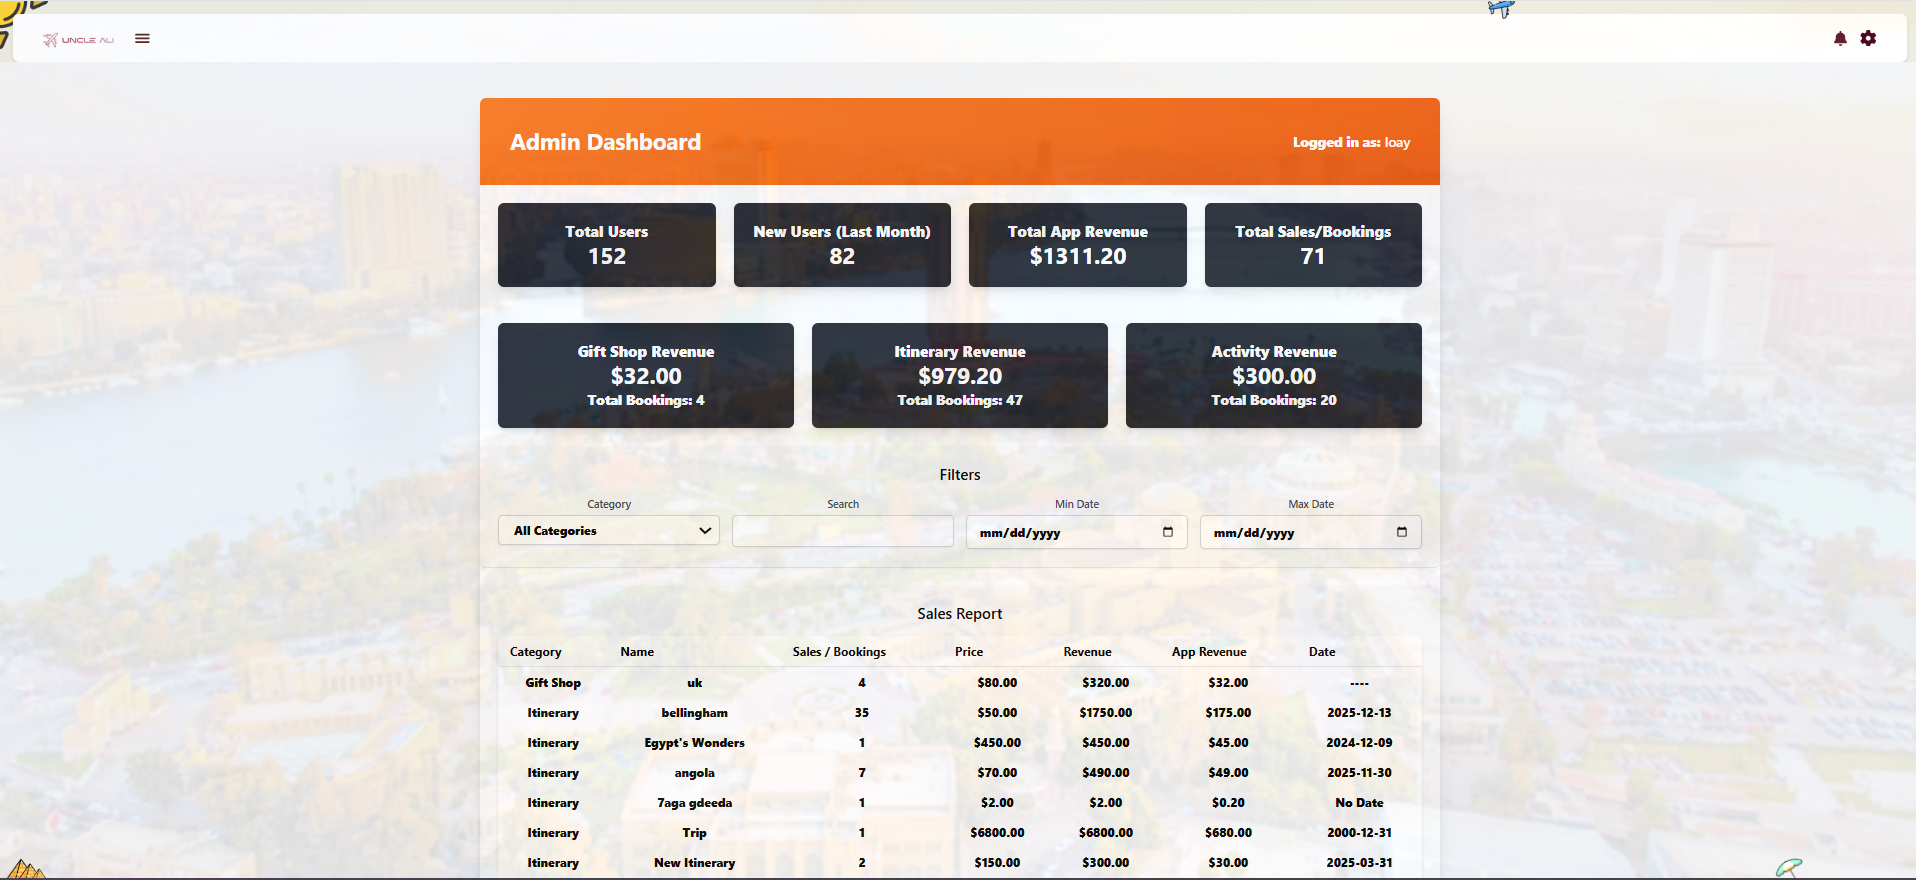 UNCLE ALI
Admin Dashboard
Logged in as: loay
Total Users
152
New Users (Last Month)
82
Total App Revenue
$1311.20
Total Sales/Bookings
71
Gift Shop Revenue
$32.00
Total Bookings: 4
Itinerary Revenue
$979.20
Total Bookings: 47
Activity Revenue
$300.00
Total Bookings: 20
Filters
Category Search Min Date Max Date
All Categories mm/dd/yyyy mm/dd/yyyy
Sales Report
Category Name Sales / Bookings Price Revenue App Revenue Date
Gift Shop uk 4 $80.00 $320.00 $32.00 ----
Itinerary bellingham 35 $50.00 $1750.00 $175.00 2025-12-13
Itinerary Egypt's Wonders 1 $450.00 $450.00 $45.00 2024-12-09
Itinerary angola 7 $70.00 $490.00 $49.00 2025-11-30
Itinerary 7aga gdeeda 1 $2.00 $2.00 $0.20 No Date
Itinerary Trip 1 $6800.00 $6800.00 $680.00 2000-12-31
Itinerary New Itinerary 2 $150.00 $300.00 $30.00 2025-03-31